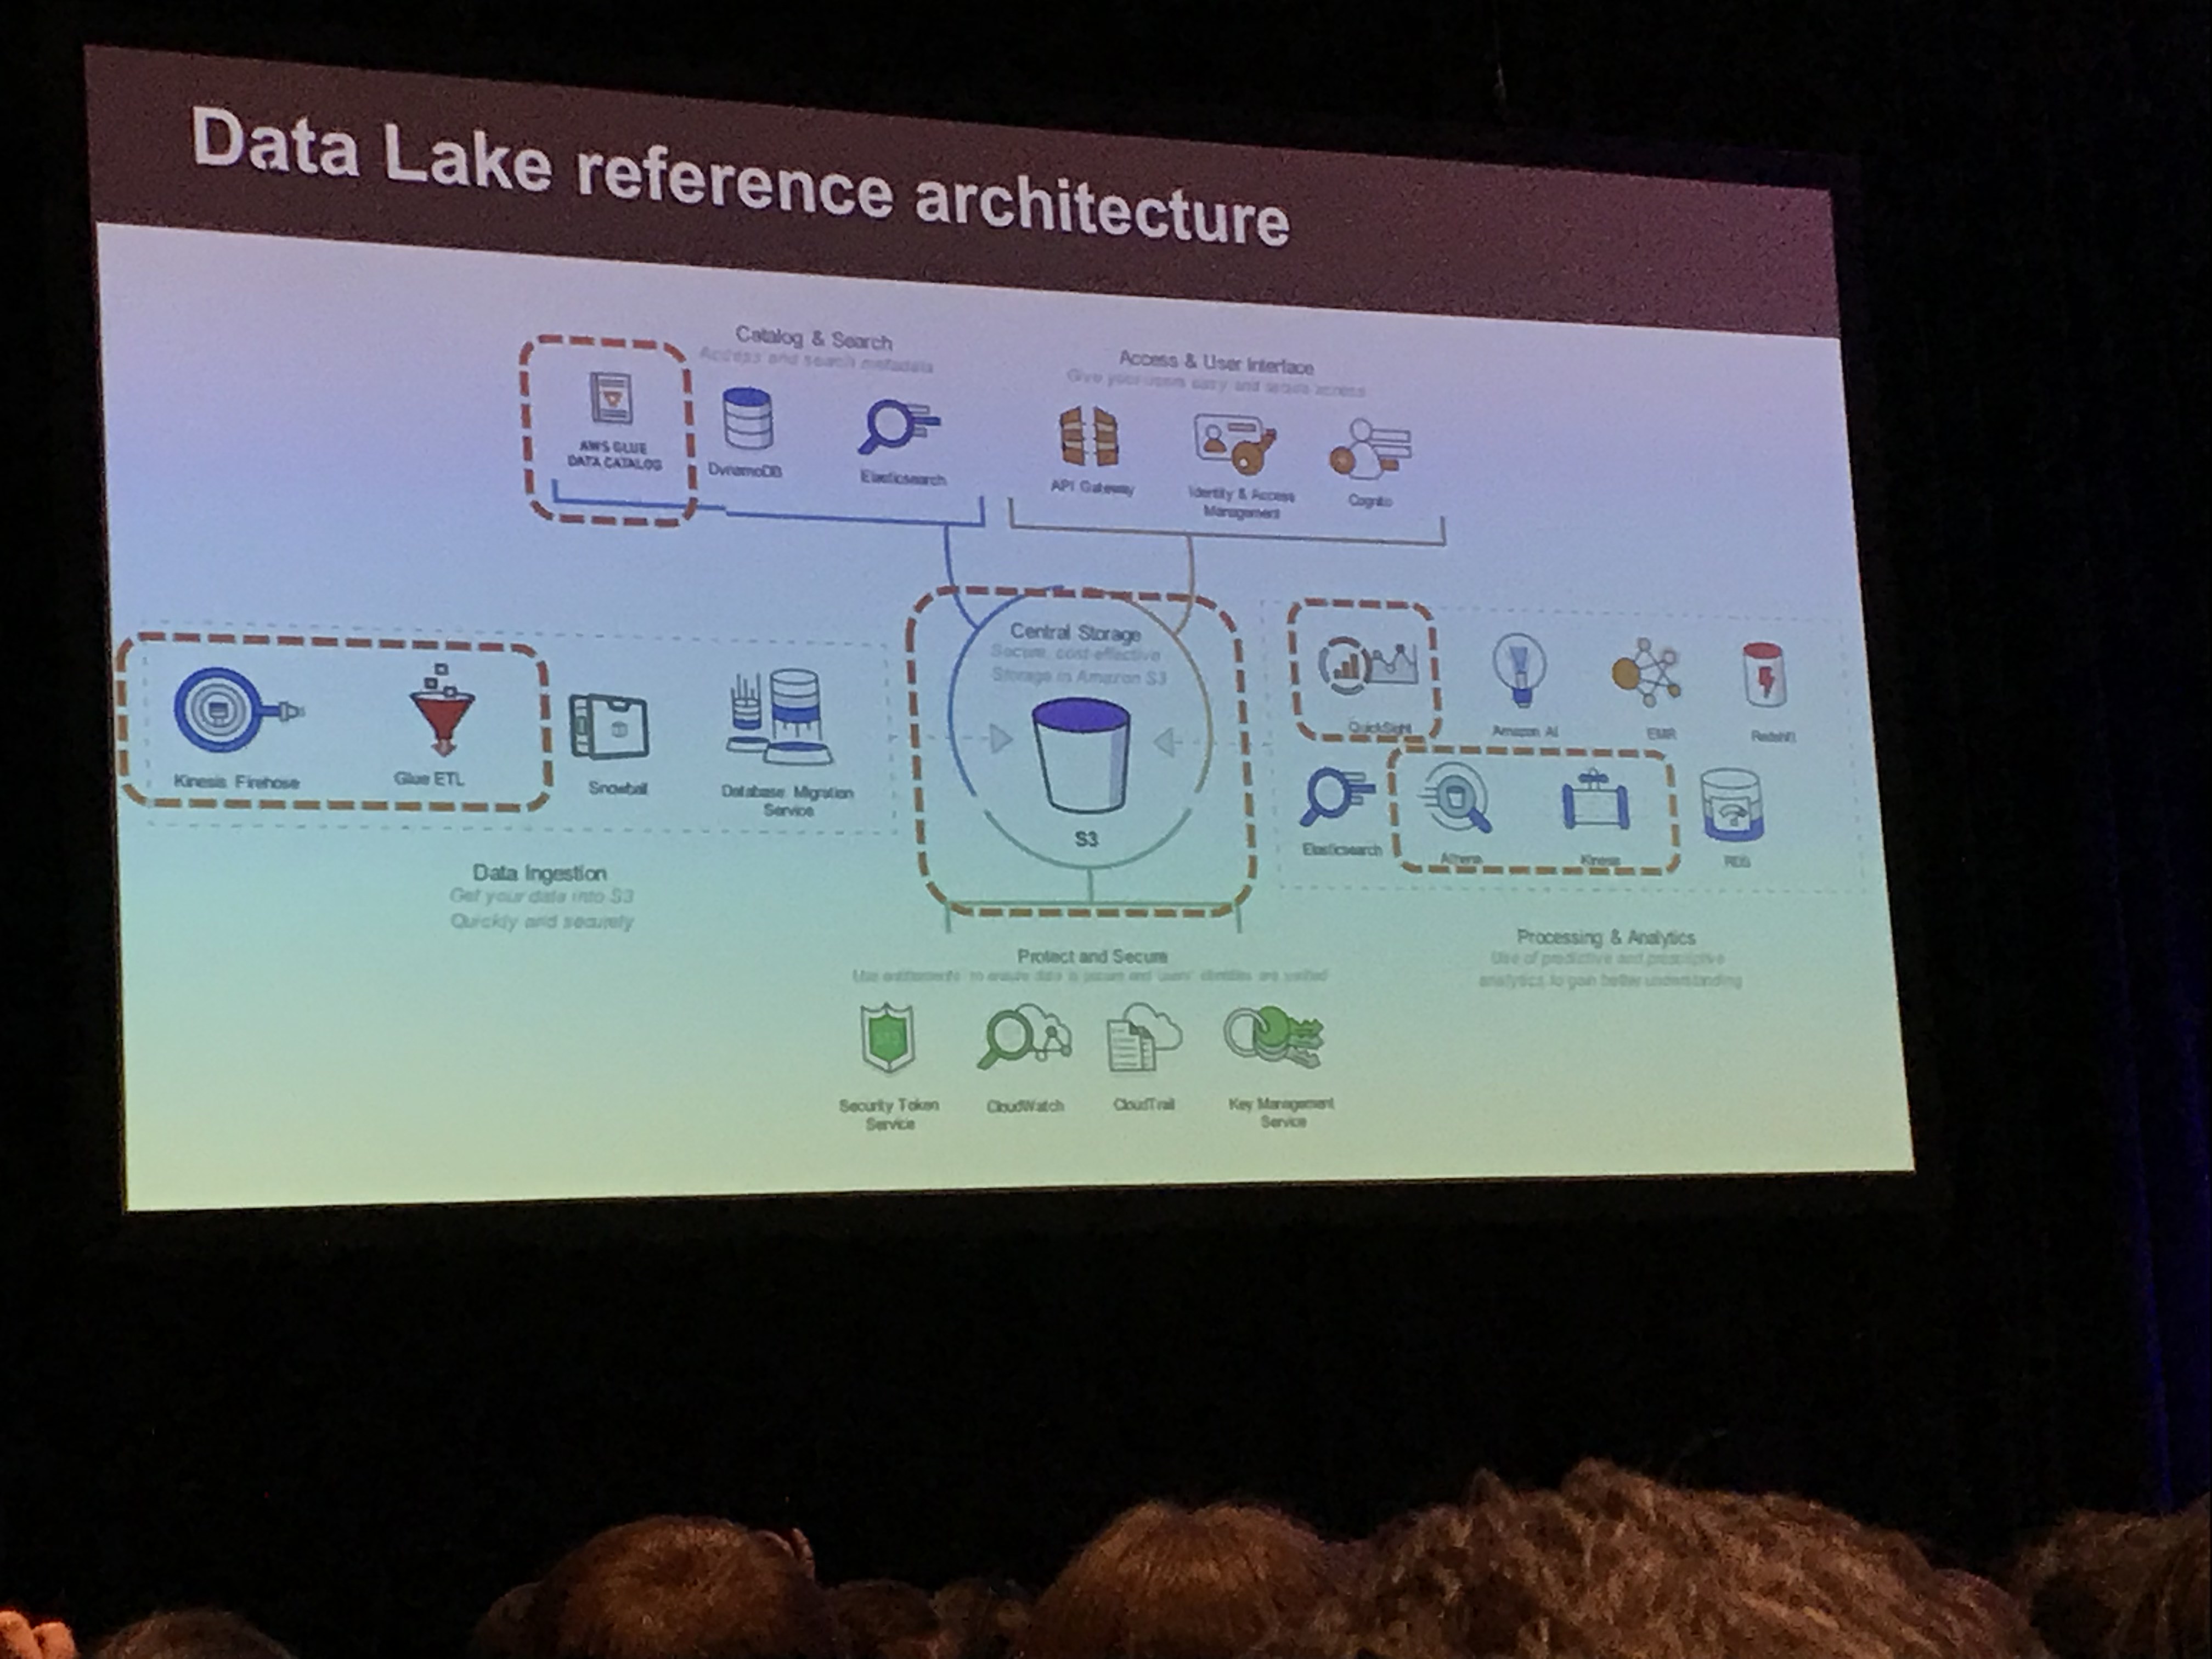 Data Lake reference architecture
Catalog & Search
Access and search metadata
AWS GLUE
DATA CATALOG
DynamoDB
Elasticsearch
Access & User Interface
Give your users easy and secure access
API Gateway
Identity & Access
Management
Cognito
Kinesis Firehose
Glue ETL
Snowball
Database Migration
Service
Data Ingestion
Get your data into S3
Quickly and securely
Central Storage
Secure, cost-effective
Storage in Amazon S3
S3
QuickSight
Amazon AI
EMR
Redshift
Elasticsearch
Athena
Kinesis
RDS
Processing & Analytics
Use of predictive and prescriptive
analytics to gain better understanding
Protect and Secure
Use entitlements to ensure data is secure and users' identities are verified
Security Token
Service
CloudWatch
CloudTrail
Key Management
Service